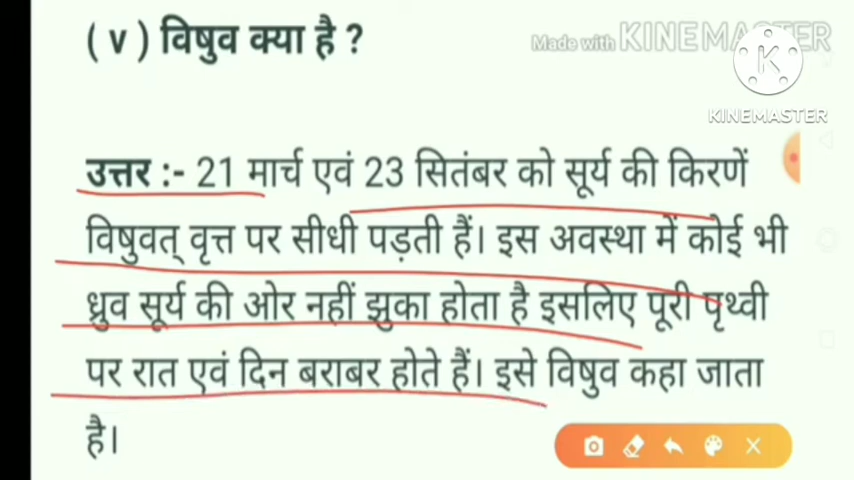 ( v ) विषुव क्या है ?
Made with KINEMASTER
KINEMASTER
उत्तर :- 21 मार्च एवं 23 सितंबर को सूर्य की किरणें
विषुवत् वृत्त पर सीधी पड़ती हैं। इस अवस्था में कोई भी
ध्रुव सूर्य की ओर नहीं झुका होता है इसलिए पूरी पृथ्वी
पर रात एवं दिन बराबर होते हैं। इसे विषुव कहा जाता
है।